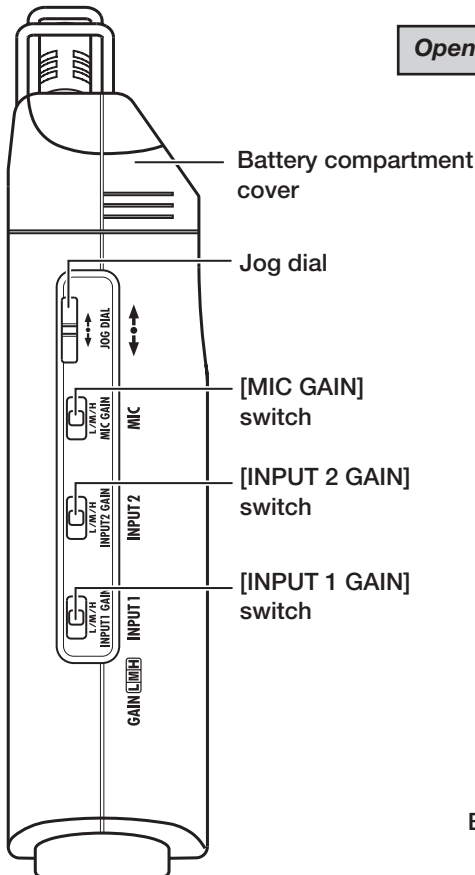 Open
Battery compartment
cover
Jog dial
[MIC GAIN]
switch
[INPUT 2 GAIN]
switch
[INPUT 1 GAIN]
switch
JOG DIAL
L/M/H
MIC GAIN
MIC
L/M/H
INPUT2 GAIN
INPUT2
L/M/H
INPUT1 GAIN
INPUT1
GAIN L M H